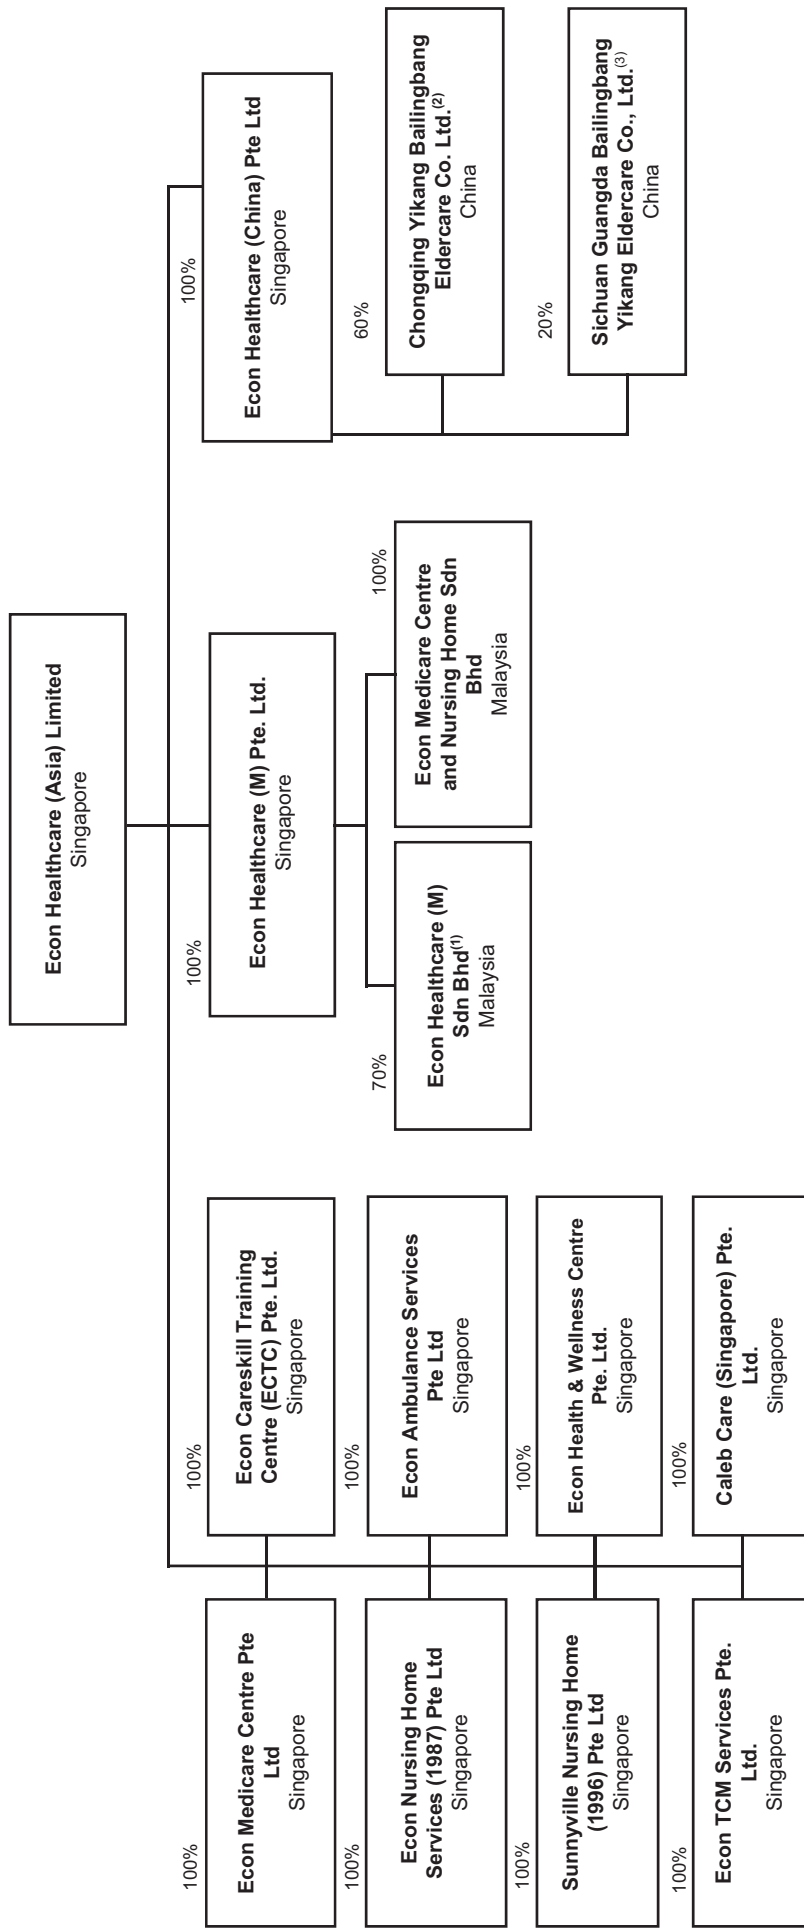 Econ Healthcare (Asia) Limited
Singapore
100%
Econ Medicare Centre Pte
Ltd
Singapore
100%
Econ Careskill Training
Centre (ECTC) Pte. Ltd.
Singapore
100%
Econ Nursing Home
Services (1987) Pte Ltd
Singapore
100%
Econ Ambulance Services
Pte Ltd
Singapore
100%
Sunnyville Nursing Home
(1996) Pte Ltd
Singapore
100%
Econ Health & Wellness Centre
Pte. Ltd.
Singapore
100%
Econ TCM Services Pte.
Ltd.
Singapore
100%
Caleb Care (Singapore) Pte.
Ltd.
Singapore
100%
Econ Healthcare (M) Pte. Ltd.
Singapore
70%
Econ Healthcare (M)
Sdn Bhd(1)
Malaysia
100%
Econ Medicare Centre
and Nursing Home Sdn
Bhd
Malaysia
100%
Econ Healthcare (China) Pte Ltd
Singapore
60%
Chongqing Yikang Bailingbang
Eldercare Co. Ltd.(2)
China
20%
Sichuan Guangda Bailingbang
Yikang Eldercare Co., Ltd.(3)
China